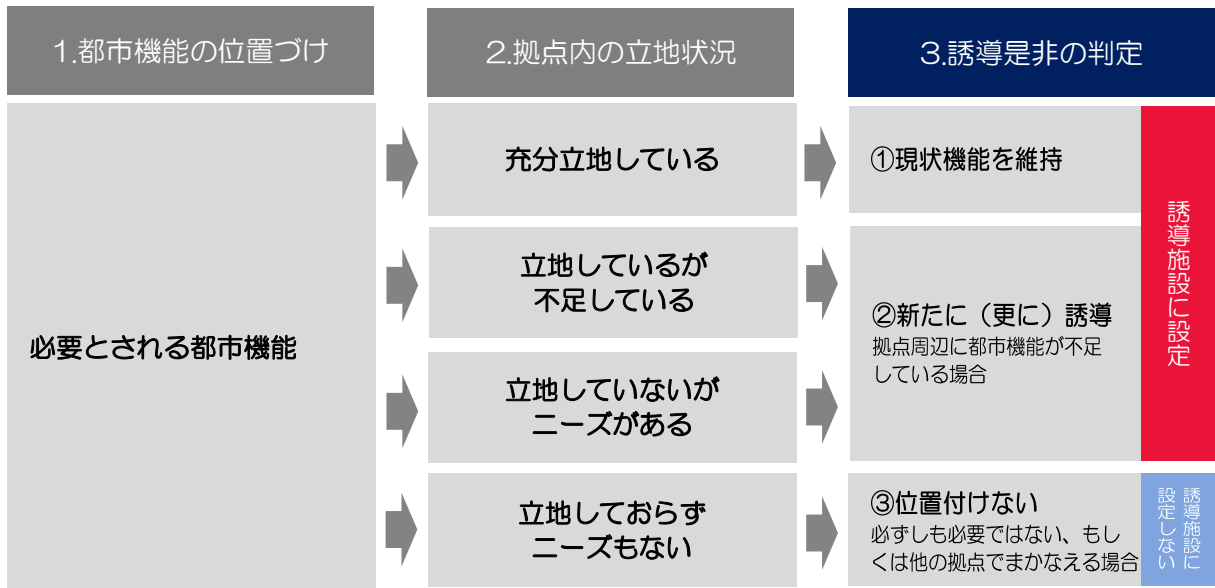 1.都市機能の位置づけ
2.拠点内の立地状況
3.誘導是非の判定
必要とされる都市機能
充分立地している
①現状機能を維持
立地しているが
不足している
立地していないが
ニーズがある
②新たに（更に）誘導
拠点周辺に都市機能が不足
している場合
誘導施設に設定
立地しておらず
ニーズもない
③位置付けない
必ずしも必要ではない、もし
くは他の拠点でまかなえる場合
誘導施設に
設定しない